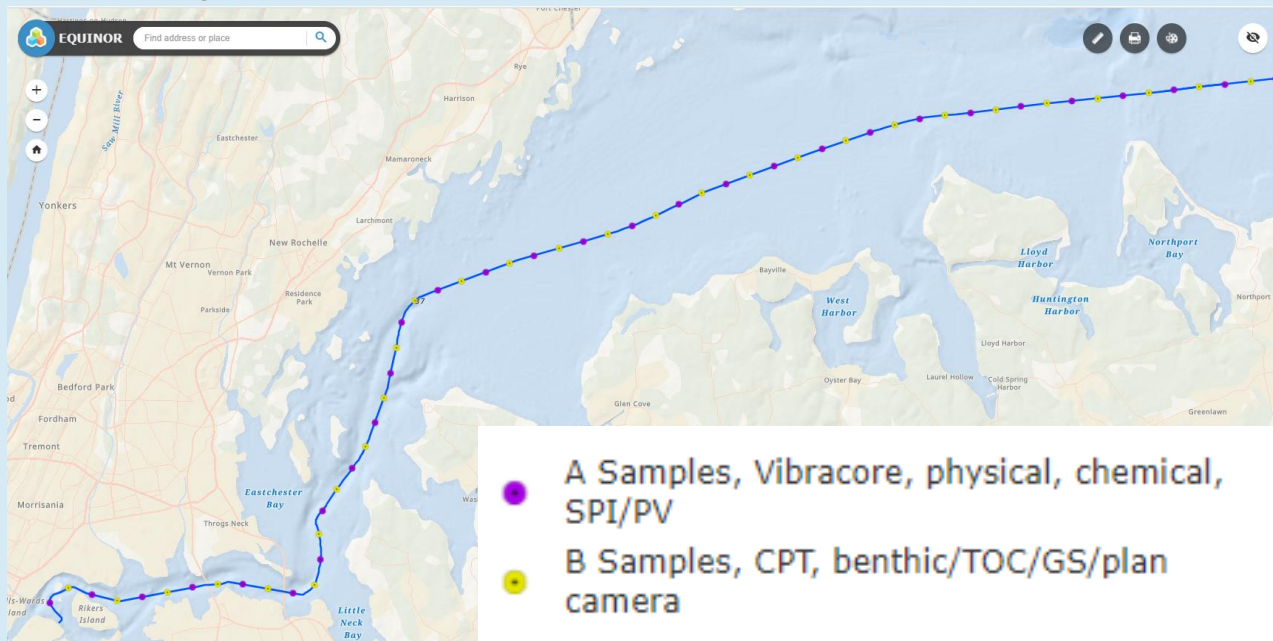 Port Chester
EQUINOR
Find address or place
Rye
Harrison
Saw Mill River
Eastchester
Mamaroneck
Yonkers
Larchmont
New Rochelle
Mt Vernon
Vernon Park
Residence
Park
Parkside
97
Lloyd
Harbor
Northport
Bay
Bayville
West
Harbor
Huntington
Harbor
Northport
Lloyd Harbor
Oyster Bay
Laurel Hollow
Cold Spring
Harbor
Bedford Park
Glen Cove
Greenlawn
Fordham
Tremont
Eastchester
Bay
Morrisania
Throgs Neck
Rikers
Island
Little
Neck
Bay
A Samples, Vibracore, physical, chemical,
SPI/PV
B Samples, CPT, benthic/TOC/GS/plan
camera